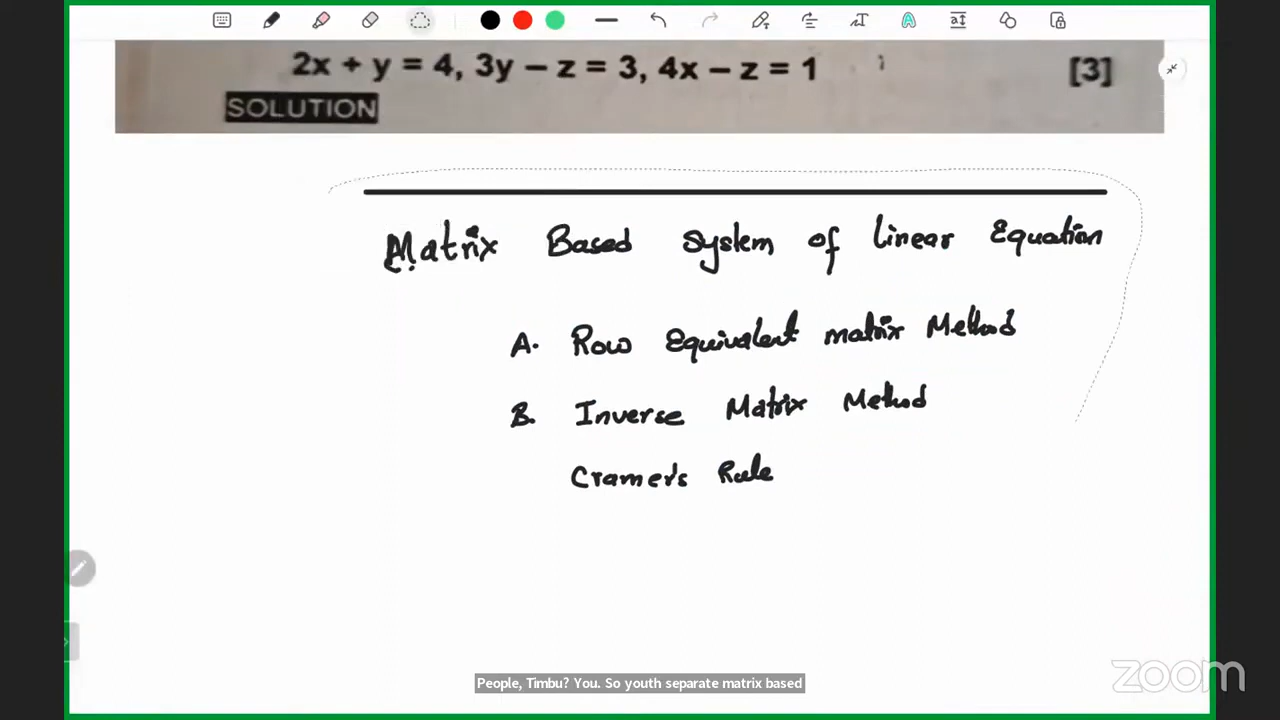 2x + y = 4, 3y – z = 3, 4x – z = 1 [3]
SOLUTION
Matrix Based System of Linear Equation
A. Row Equivalent matrix Method
B. Inverse Matrix Method
Cramer's Rule
People, Timbu? You. So youth separate matrix based
zoom